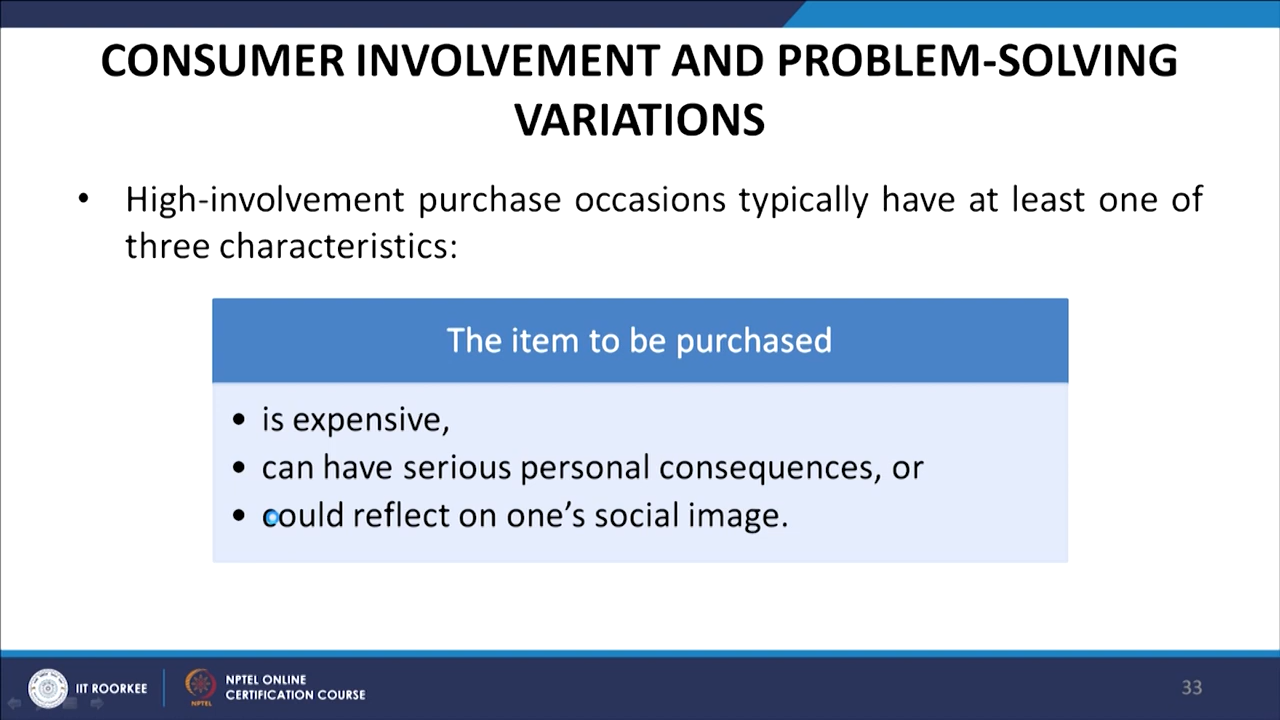 CONSUMER INVOLVEMENT AND PROBLEM-SOLVING
VARIATIONS
• High-involvement purchase occasions typically have at least one of
three characteristics:
The item to be purchased
• is expensive,
• can have serious personal consequences, or
• could reflect on one’s social image.
IIT ROORKEE
NPTEL
NPTEL ONLINE
CERTIFICATION COURSE
33